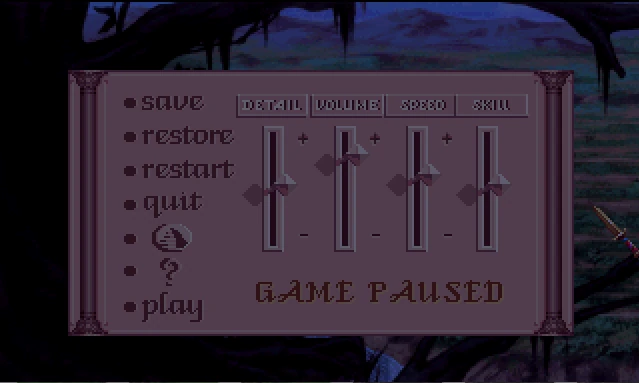 save
restore
restart
quit
?
play
DETAIL VOLUME SPEED SKILL
+ + +
- - -
GAME PAUSED